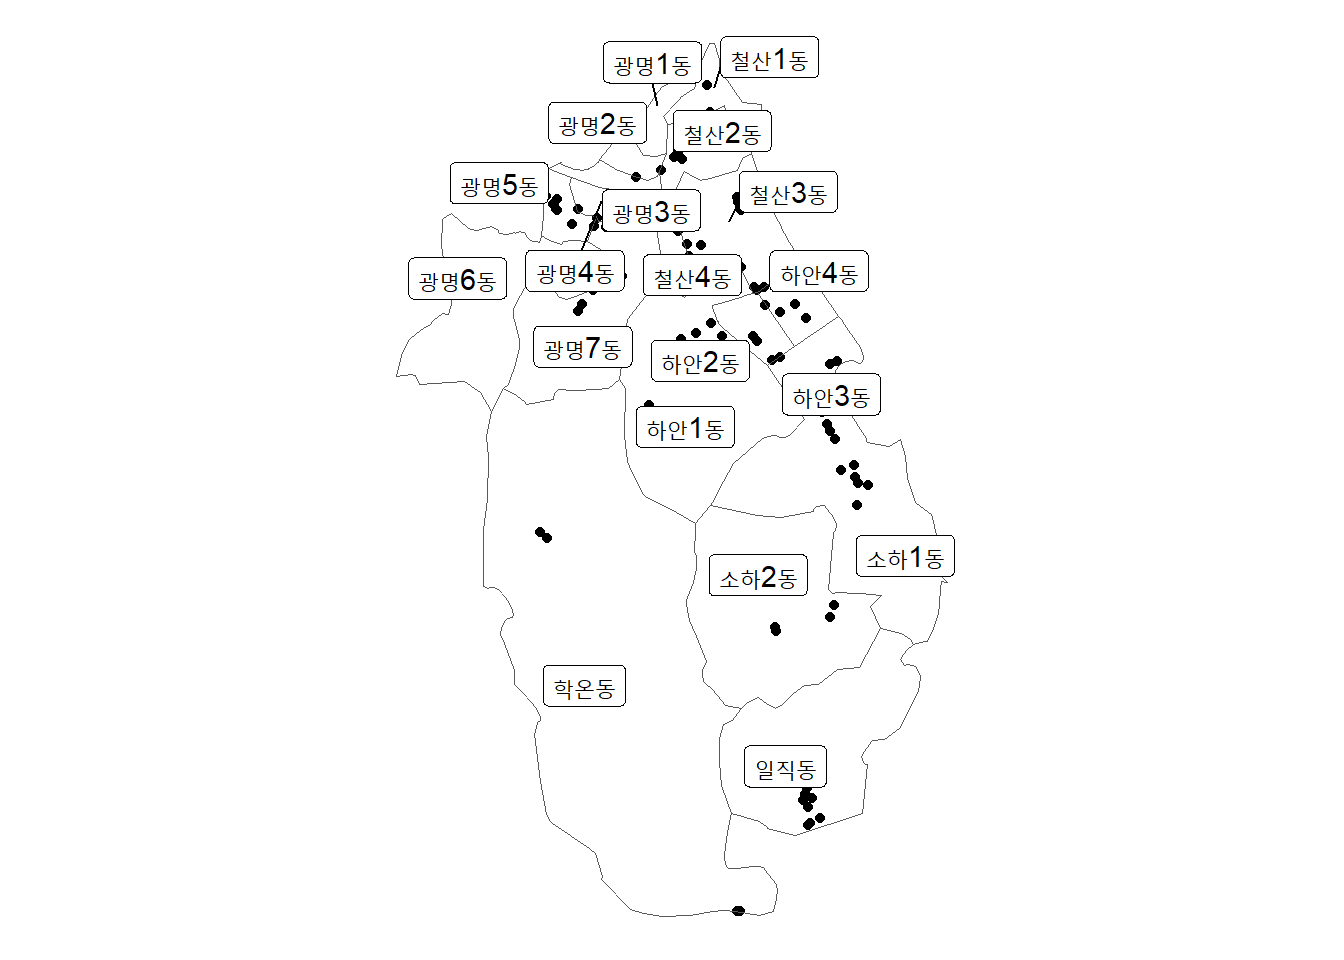 철산1동
광명1동
광명2동
철산2동
광명5동
철산3동
광명3동
광명6동
광명4동
철산4동
하안4동
광명7동
하안2동
하안3동
하안1동
소하1동
소하2동
학온동
일직동